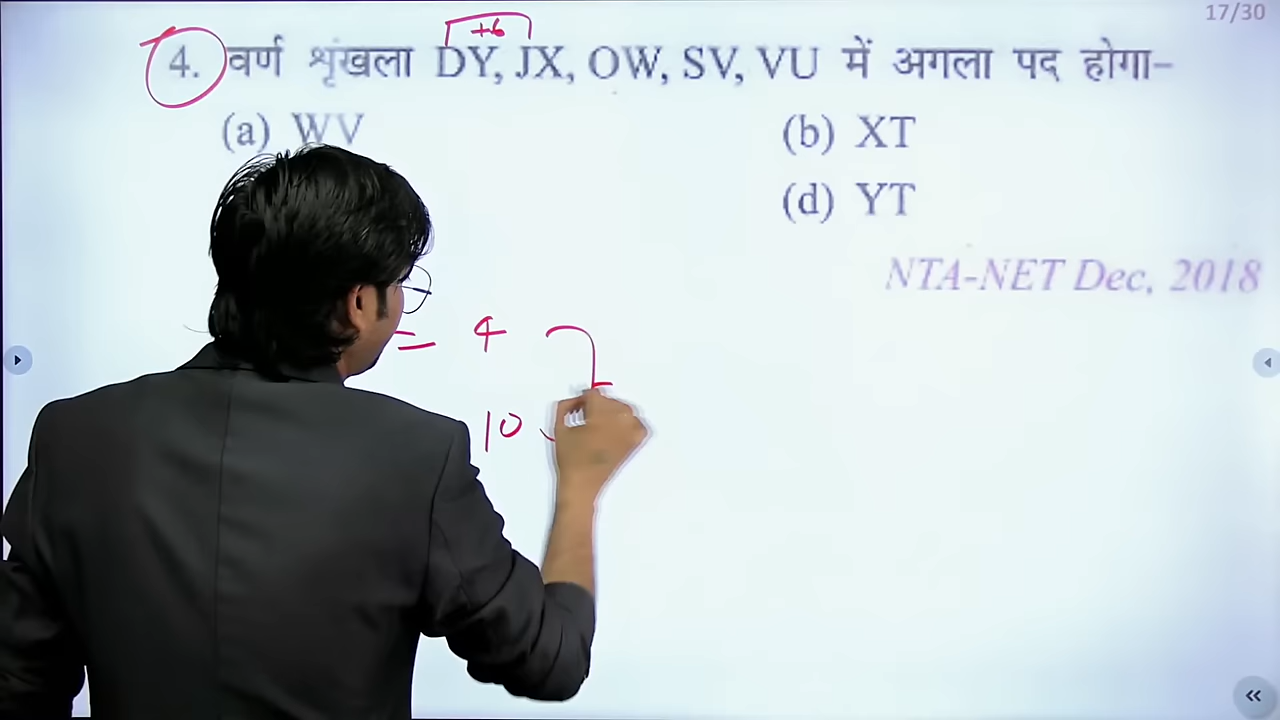 17/30
+6
4. वर्ण श्रृंखला DY, JX, OW, SV, VU में अगला पद होगा–
(a) WV (b) XT
(d) YT
NTA-NET Dec, 2018
= 4
10